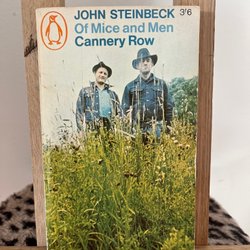 JOHN STEINBECK 3'6
Of Mice and Men
Cannery Row